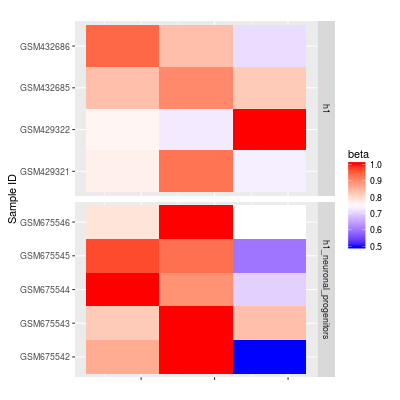 GSM432686
GSM432685
GSM429322
GSM429321
h1
GSM675546
GSM675545
GSM675544
GSM675543
GSM675542
h1_neuronal_progenitors
Sample ID
beta
1.0
0.9
0.8
0.7
0.6
0.5